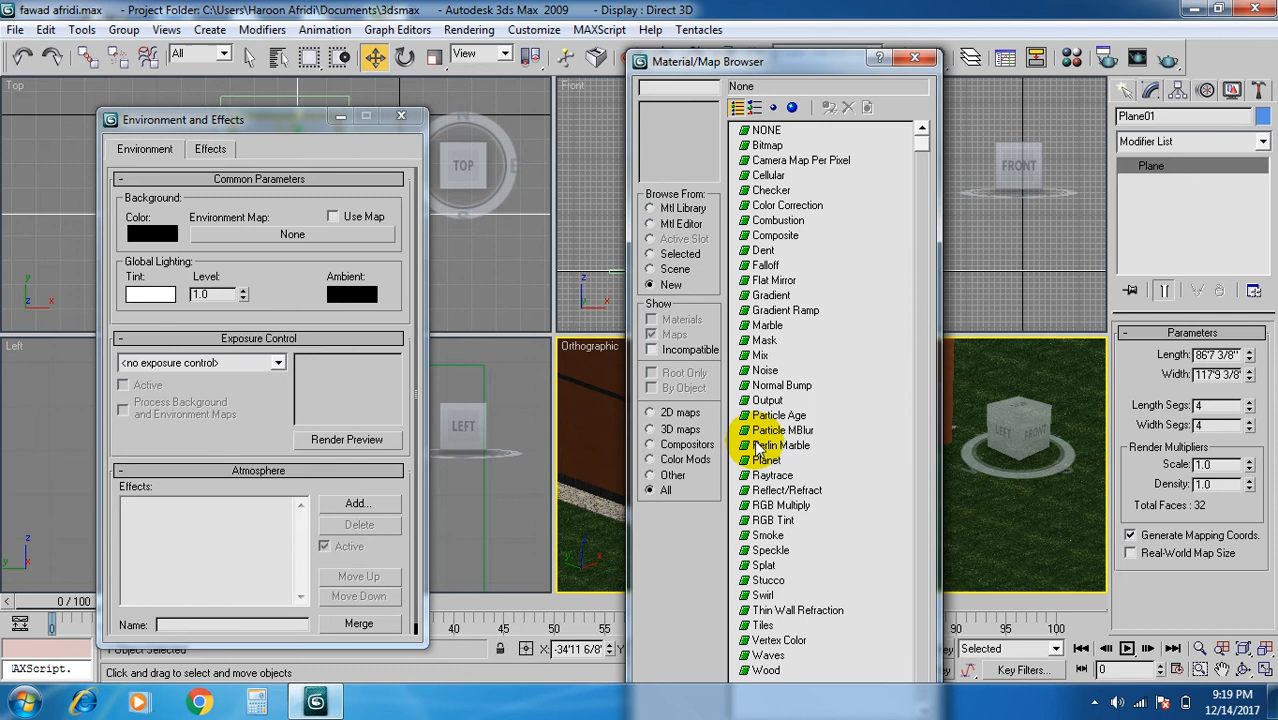 fawad afridi.max - Project Folder: C:\Users\Haroon Afridi\Documents\3dsmax - Autodesk 3ds Max 2009 - Display : Direct 3D
File Edit Tools Group Views Create Modifiers Animation Graph Editors Rendering Customize MAXScript Help Tentacles
All View
Top
TOP
Front
FRONT
Left
LEFT
Orthographic
LEFT FRONT
Environment and Effects
Environment Effects
Common Parameters
Background:
Color: Environment Map: Use Map
None
Global Lighting:
Tint: Level: Ambient:
1.0
Exposure Control
<no exposure control>
Active
Process Background
and Environment Maps
Render Preview
Atmosphere
Effects:
Add...
Delete
Active
Move Up
Move Down
Name:
Merge
Material/Map Browser
None
Browse From:
Mtl Library
Mtl Editor
Active Slot
Selected
Scene
New
Show
Materials
Maps
Incompatible
Root Only
By Object
2D maps
3D maps
Compositors
Color Mods
Other
All
NONE
Bitmap
Camera Map Per Pixel
Cellular
Checker
Color Correction
Combustion
Composite
Dent
Falloff
Flat Mirror
Gradient
Gradient Ramp
Marble
Mask
Mix
Noise
Normal Bump
Output
Particle Age
Particle MBlur
Perlin Marble
Planet
Raytrace
Reflect/Refract
RGB Multiply
RGB Tint
Smoke
Speckle
Splat
Stucco
Swirl
Thin Wall Refraction
Tiles
Vertex Color
Waves
Wood
Plane01
Modifier List
Plane
Parameters
Length: 86'7 3/8"
Width: 117'9 3/8"
Length Segs: 4
Width Segs: 4
Render Multipliers
Scale: 1.0
Density: 1.0
Total Faces : 32
Generate Mapping Coords.
Real-World Map Size
0 / 100
0 40 45 50 55 60 90 95 100
X: -34'11 6/8"
Selected
Key Filters...
0
AXScript.
Click and drag to select and move objects
9:19 PM
12/14/2017